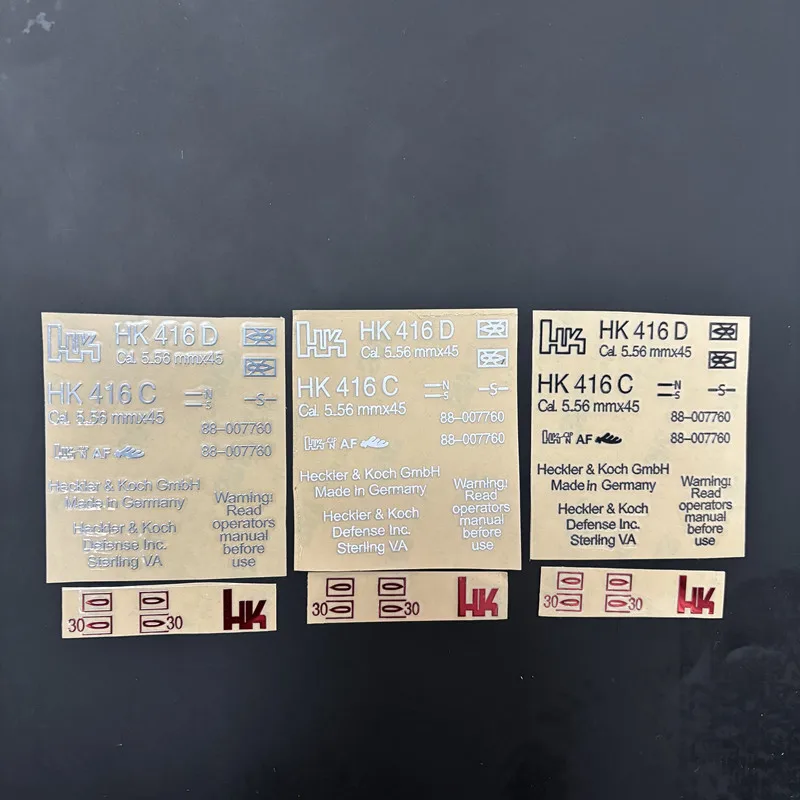 HK
HK 416 D
Cal. 5.56 mmx45
HK 416 C
Cal. 5.56 mmx45
N
S
-S-
88-007760
AF
88-007760
Heckler & Koch GmbH
Made in Germany
Heckler & Koch
Defense Inc.
Sterling VA
Warning!
Read
operators
manual
before
use
30
30
HK
HK
HK 416 D
Cal. 5.56 mmx45
HK 416 C
Cal. 5.56 mmx45
N
S
-S-
88-007760
AF
88-007760
Heckler & Koch GmbH
Made in Germany
Heckler & Koch
Defense Inc.
Sterling VA
Warning!
Read
operators
manual
before
use
30
30
HK
HK
HK 416 D
Cal. 5.56 mmx45
HK 416 C
Cal. 5.56 mmx45
N
S
-S-
88-007760
AF
88-007760
Heckler & Koch GmbH
Made in Germany
Heckler & Koch
Defense Inc.
Sterling VA
Warning!
Read
operators
manual
before
use
30
30
HK